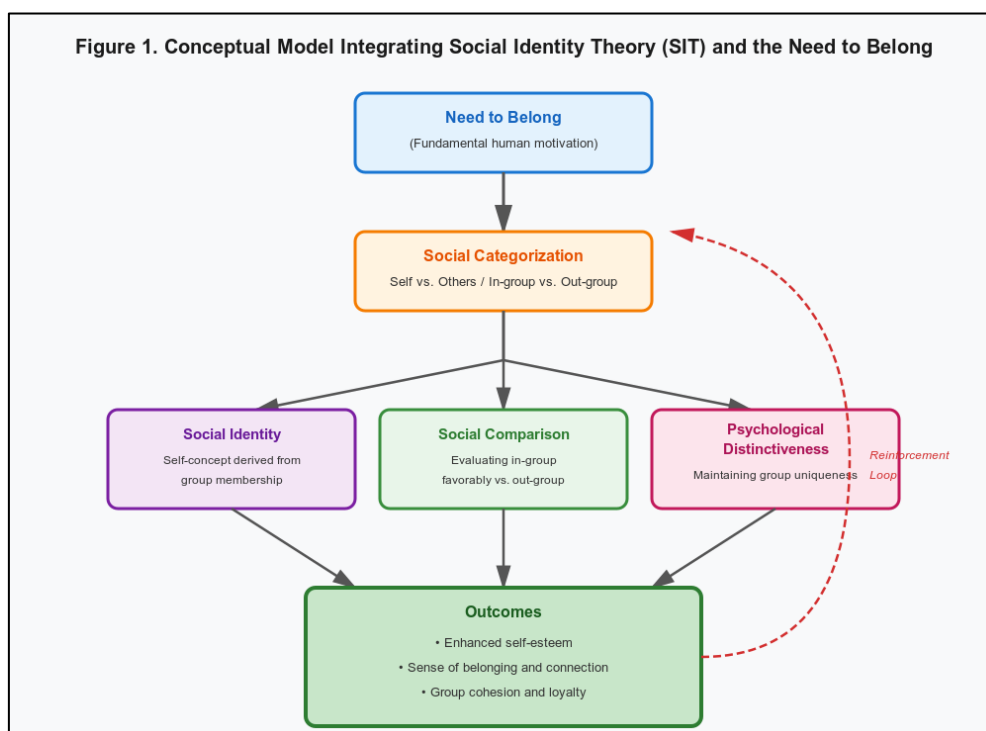 Figure 1. Conceptual Model Integrating Social Identity Theory (SIT) and the Need to Belong
Need to Belong
(Fundamental human motivation)
Social Categorization
Self vs. Others / In-group vs. Out-group
Social Identity
Self-concept derived from
group membership
Social Comparison
Evaluating in-group
favorably vs. out-group
Psychological
Distinctiveness
Maintaining group uniqueness
Reinforcement
Loop
Outcomes
• Enhanced self-esteem
• Sense of belonging and connection
• Group cohesion and loyalty